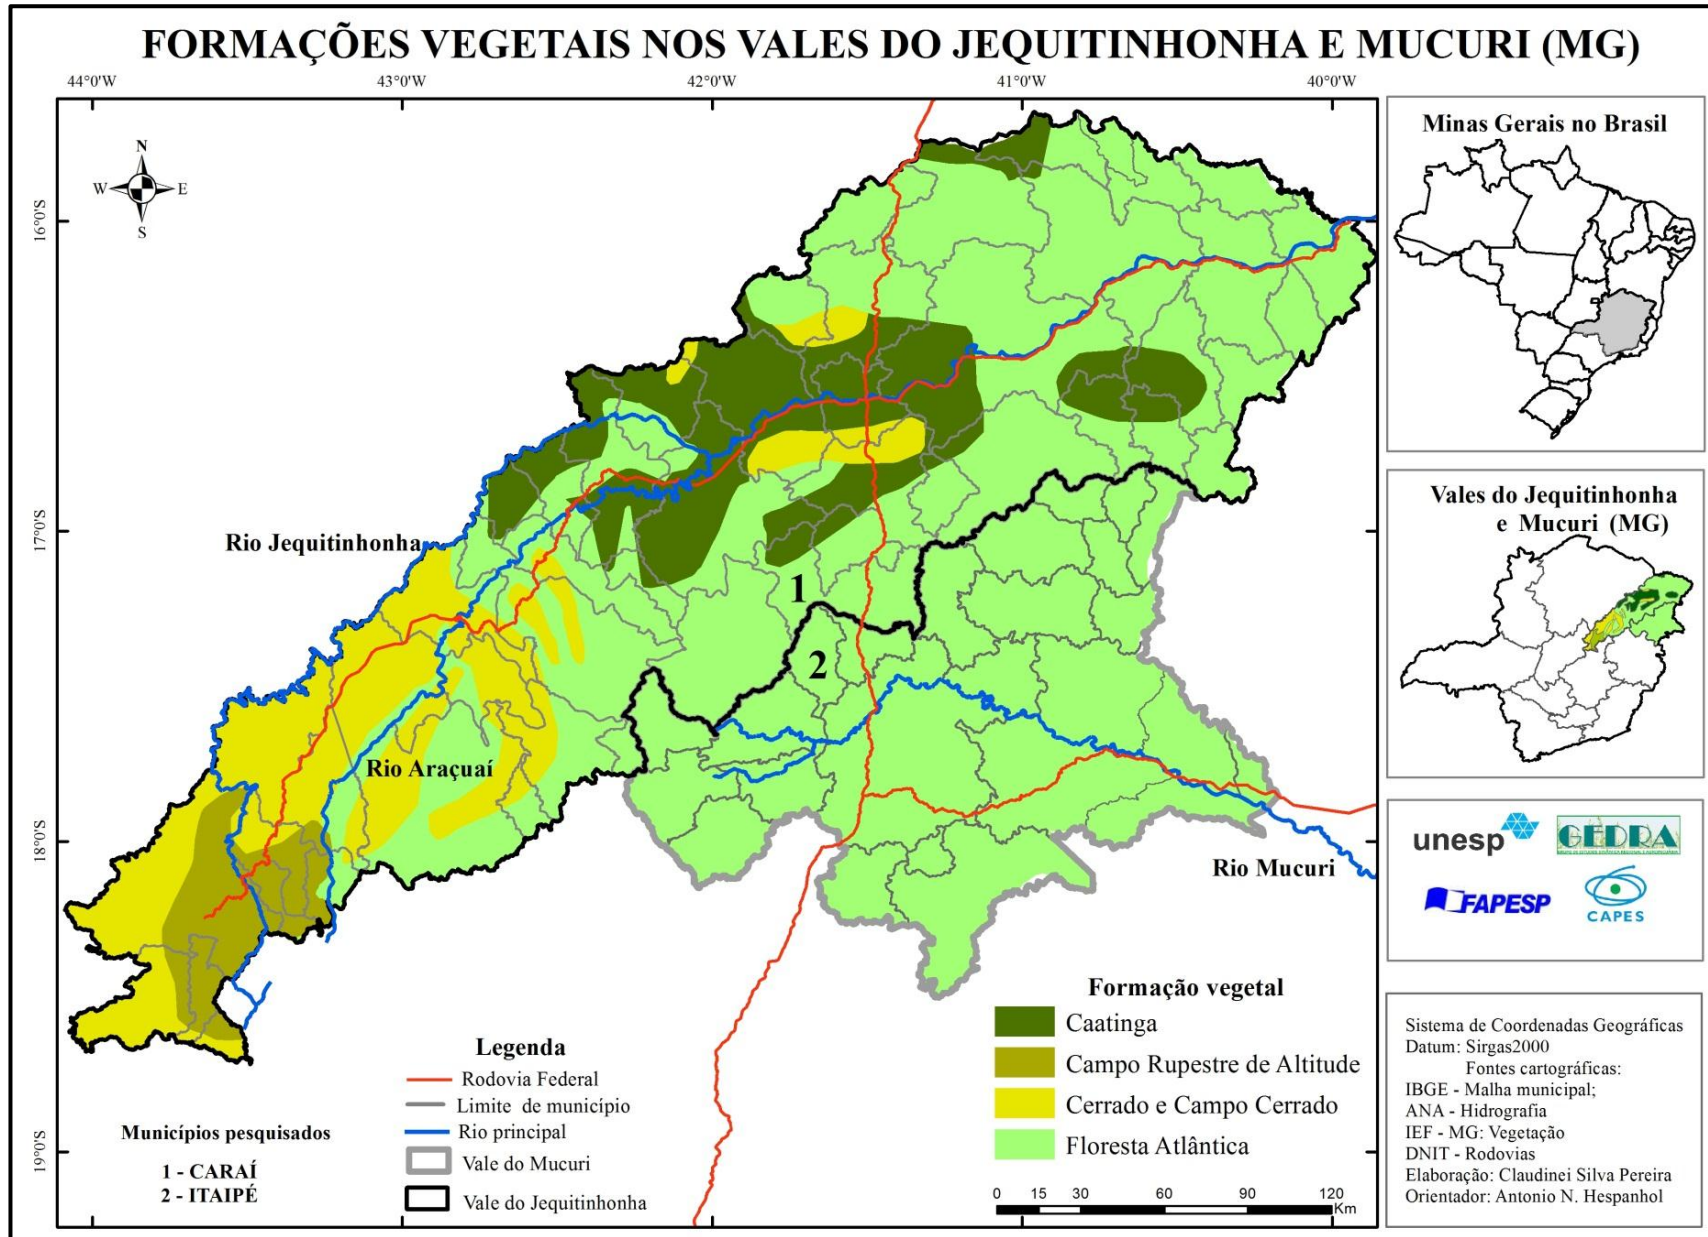 FORMAÇÕES VEGETAIS NOS VALES DO JEQUITINHONHA E MUCURI (MG)
44°0'W
43°0'W
42°0'W
41°0'W
40°0'W
16°0'S
17°0'S
18°0'S
19°0'S
N
W
E
S
Rio Jequitinhonha
Rio Araçuaí
Rio Mucuri
1
2
Municípios pesquisados
1 - CARAÍ
2 - ITAIPÉ
Legenda
Rodovia Federal
Limite de município
Rio principal
Vale do Mucuri
Vale do Jequitinhonha
Formação vegetal
Caatinga
Campo Rupestre de Altitude
Cerrado e Campo Cerrado
Floresta Atlântica
0 15 30 60 90 120
Km
Minas Gerais no Brasil
Vales do Jequitinhonha
e Mucuri (MG)
unesp
GEDRA
FAPESP
CAPES
Sistema de Coordenadas Geográficas
Datum: Sirgas2000
Fontes cartográficas:
IBGE - Malha municipal;
ANA - Hidrografia
IEF - MG: Vegetação
DNIT - Rodovias
Elaboração: Claudinei Silva Pereira
Orientador: Antonio N. Hespanhol